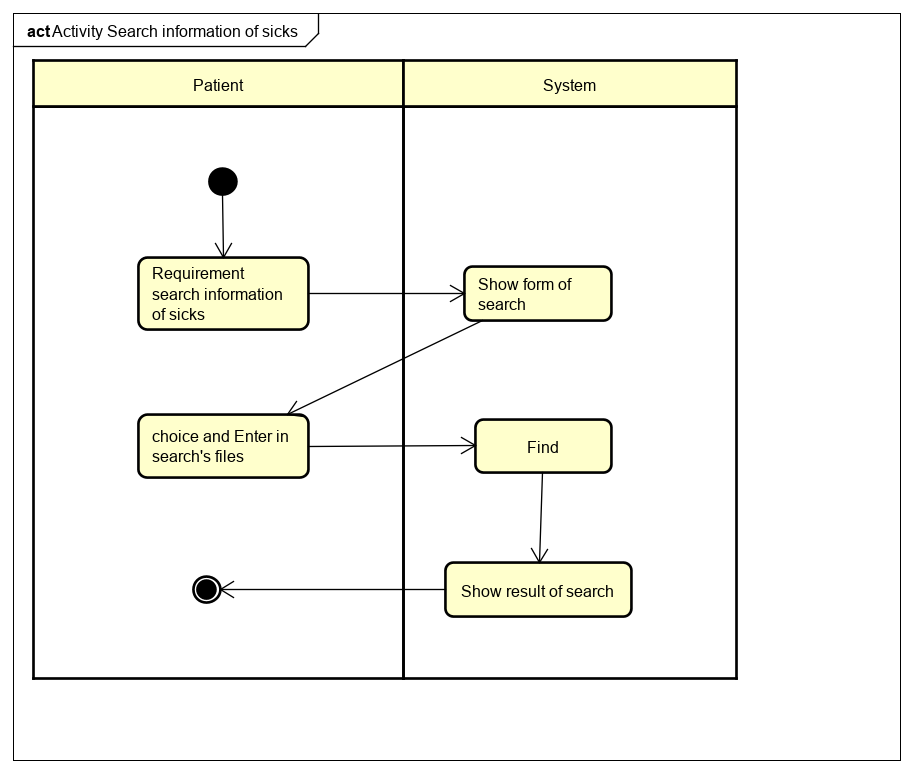 act Activity Search information of sicks
Patient
System
Requirement
search information
of sicks
Show form of
search
choice and Enter in
search's files
Find
Show result of search